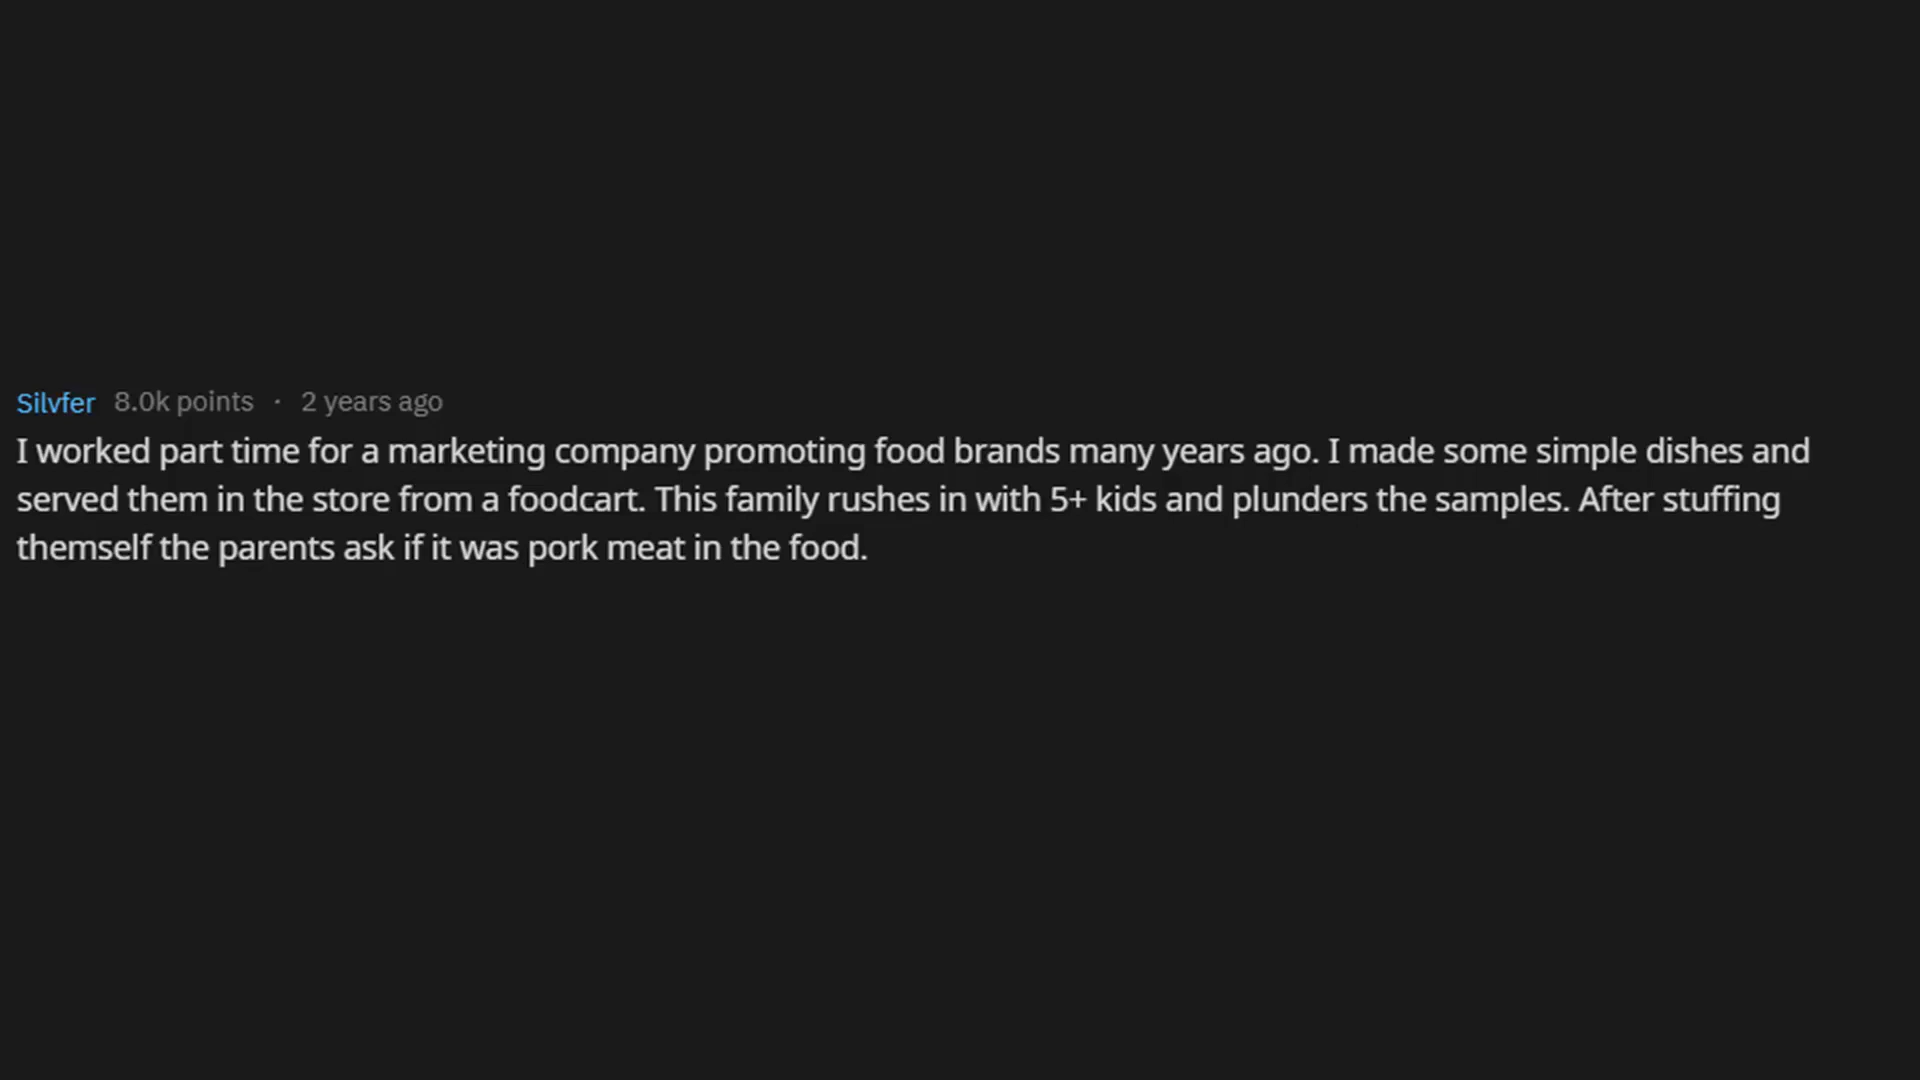 Silvfer 8.0k points · 2 years ago
I worked part time for a marketing company promoting food brands many years ago. I made some simple dishes and
served them in the store from a foodcart. This family rushes in with 5+ kids and plunders the samples. After stuffing
themself the parents ask if it was pork meat in the food.